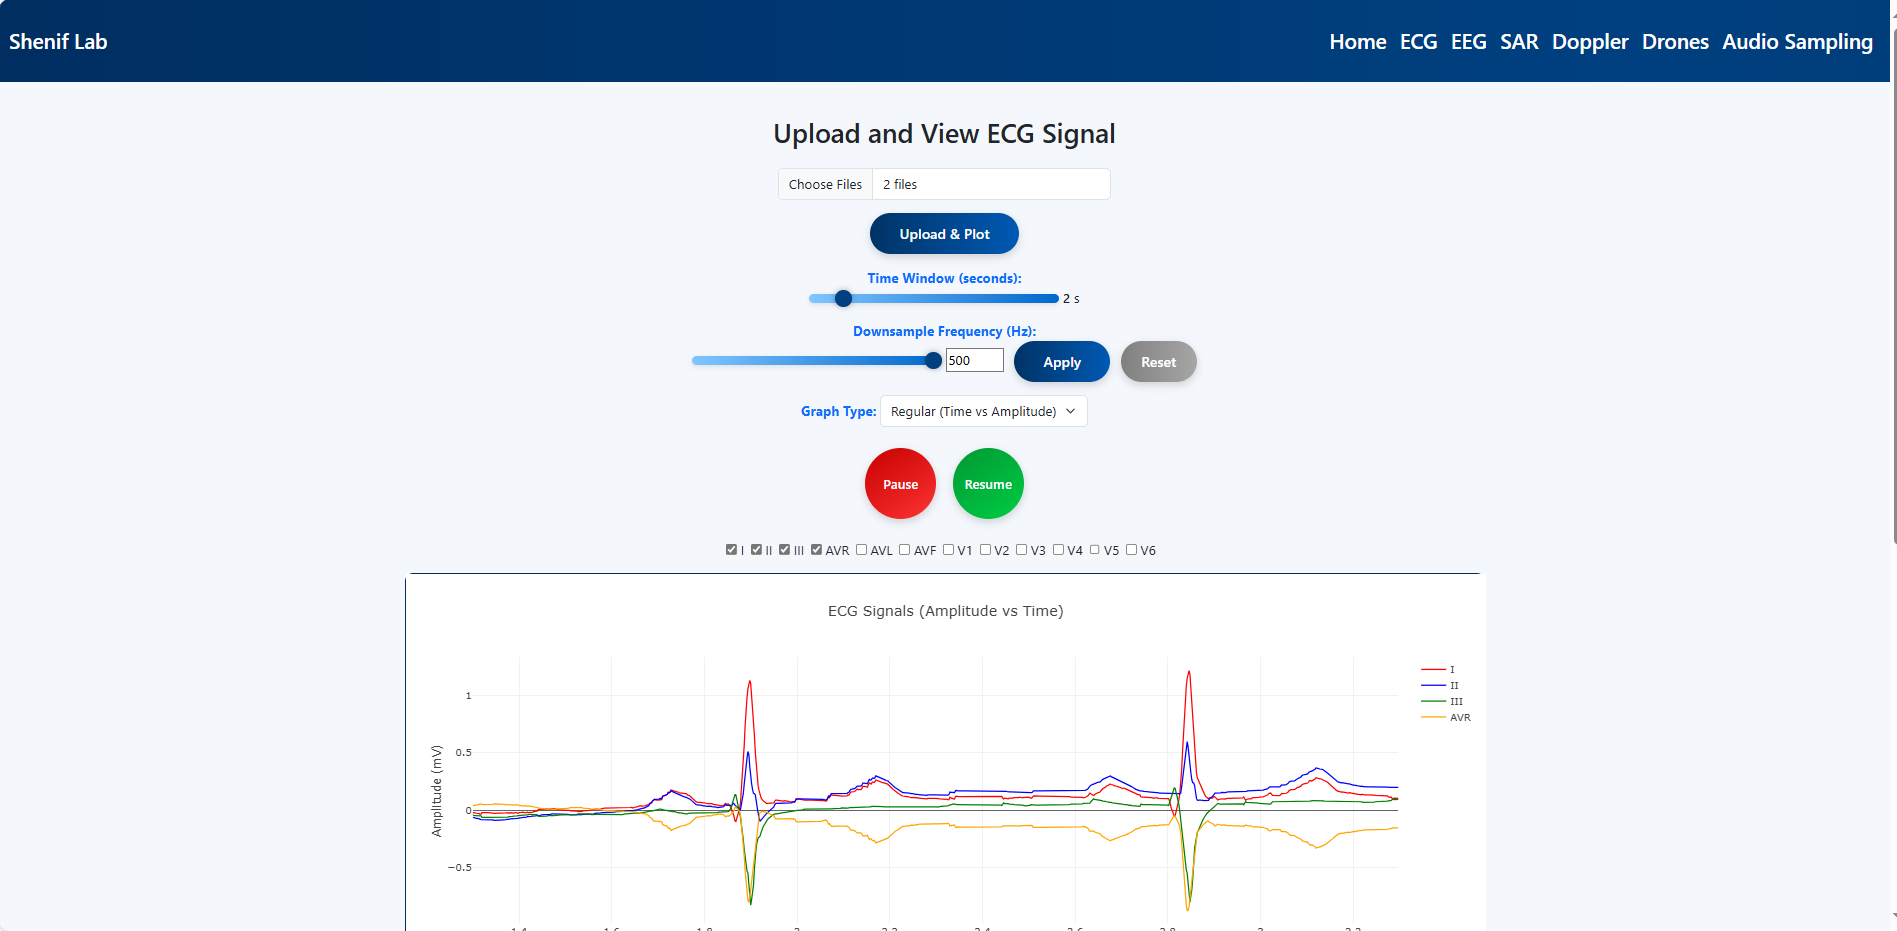 Shenif Lab
Home ECG EEG SAR Doppler Drones Audio Sampling
Upload and View ECG Signal
Choose Files 2 files
Upload & Plot
Time Window (seconds):
2 s
Downsample Frequency (Hz):
500 Apply Reset
Graph Type: Regular (Time vs Amplitude)
Pause Resume
I II III AVR AVL AVF V1 V2 V3 V4 V5 V6
ECG Signals (Amplitude vs Time)
Amplitude (mV)
1
0.5
0
−0.5
I
II
III
AVR